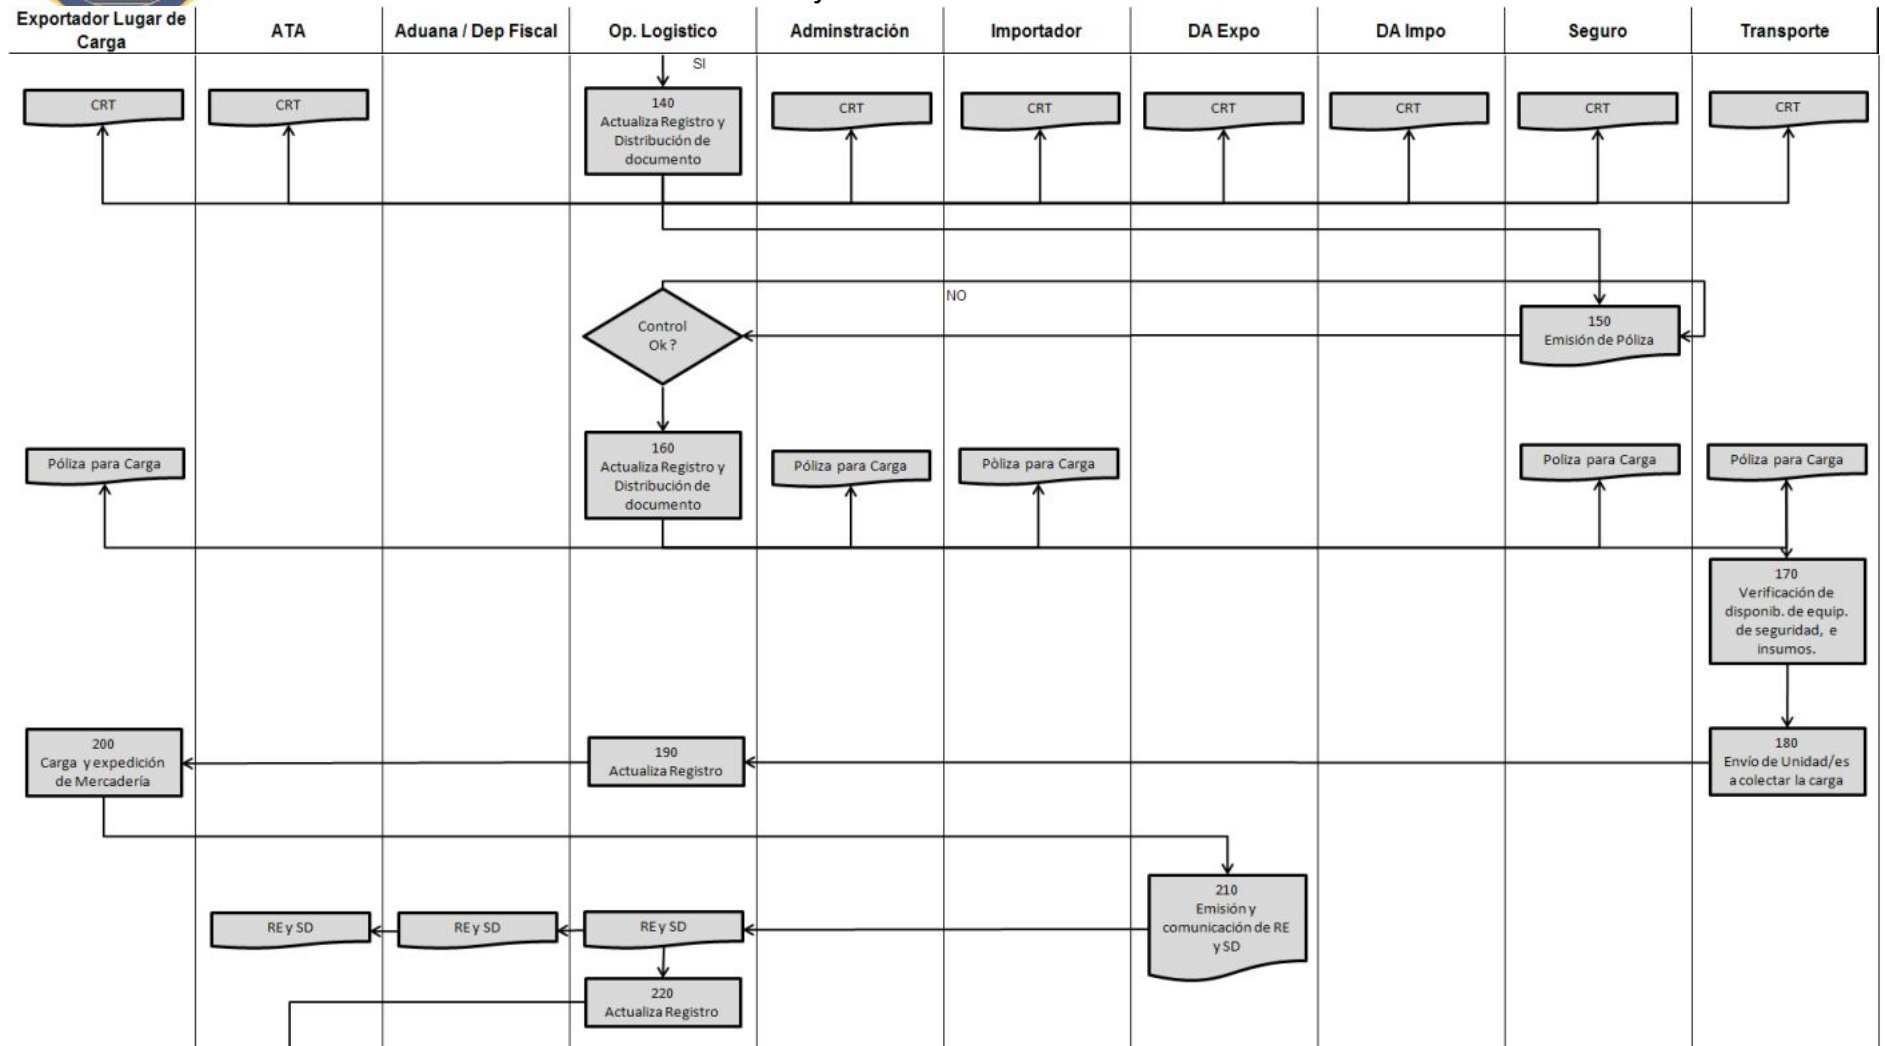 Exportador Lugar de
Carga
ATA
Aduana / Dep Fiscal
Op. Logistico
Adminstración
Importador
DA Expo
DA Impo
Seguro
Transporte
SI
CRT
CRT
140
Actualiza Registro y
Distribución de
documento
CRT
CRT
CRT
CRT
CRT
CRT
NO
Control
Ok ?
150
Emisión de Póliza
Póliza para Carga
160
Actualiza Registro y
Distribución de
documento
Póliza para Carga
Pòliza para Carga
Poliza para Carga
Póliza para Carga
170
Verificación de
disponib. de equip.
de seguridad, e
insumos.
200
Carga y expedición
de Mercadería
190
Actualiza Registro
180
Envío de Unidad/es
a colectar la carga
210
Emisión y
comunicación de RE
y SD
RE y SD
RE y SD
RE y SD
220
Actualiza Registro